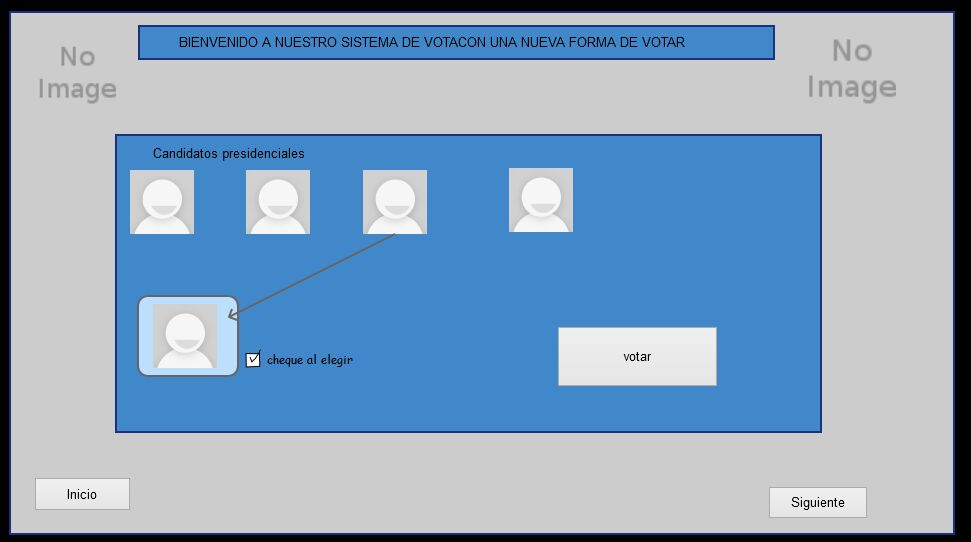 BIENVENIDO A NUESTRO SISTEMA DE VOTACON UNA NUEVA FORMA DE VOTAR
No
Image
No
Image
Candidatos presidenciales
cheque al elegir
votar
Inicio
Siguiente